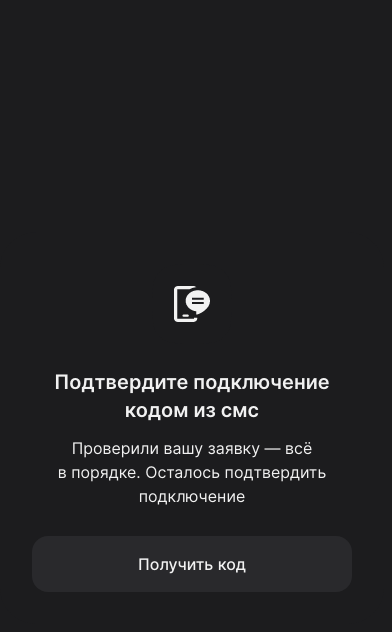 Подтвердите подключение
кодом из смс
Проверили вашу заявку — всё
в порядке. Осталось подтвердить
подключение
Получить код